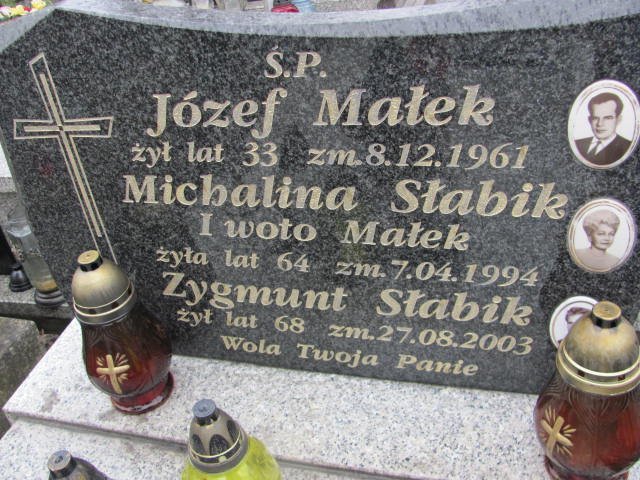 Ś.P.
Józef Małek
żył lat 33 zm.8.12.1961
Michalina Słabik
I woto Małek
żyła lat 64 zm.7.04.1994
Zygmunt Słabik
żył lat 68 zm.27.08.2003
Wola Twoja Panie